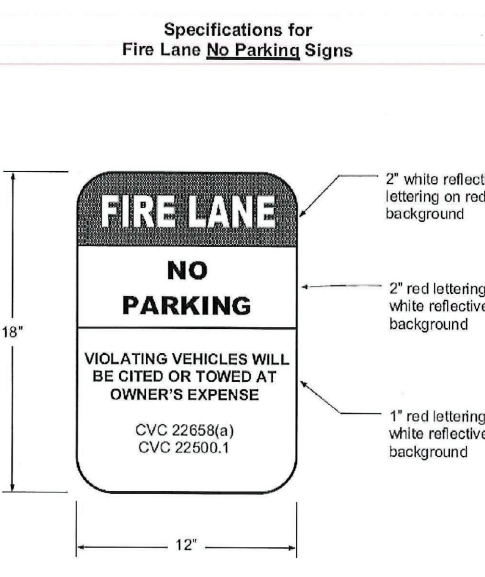 Specifications for
Fire Lane No Parking Signs
FIRE LANE
NO
PARKING
VIOLATING VEHICLES WILL
BE CITED OR TOWED AT
OWNER'S EXPENSE
CVC 22658(a)
CVC 22500.1
18"
12"
2" white reflect
lettering on red
background
2" red lettering
white reflective
background
1" red lettering
white reflective
background